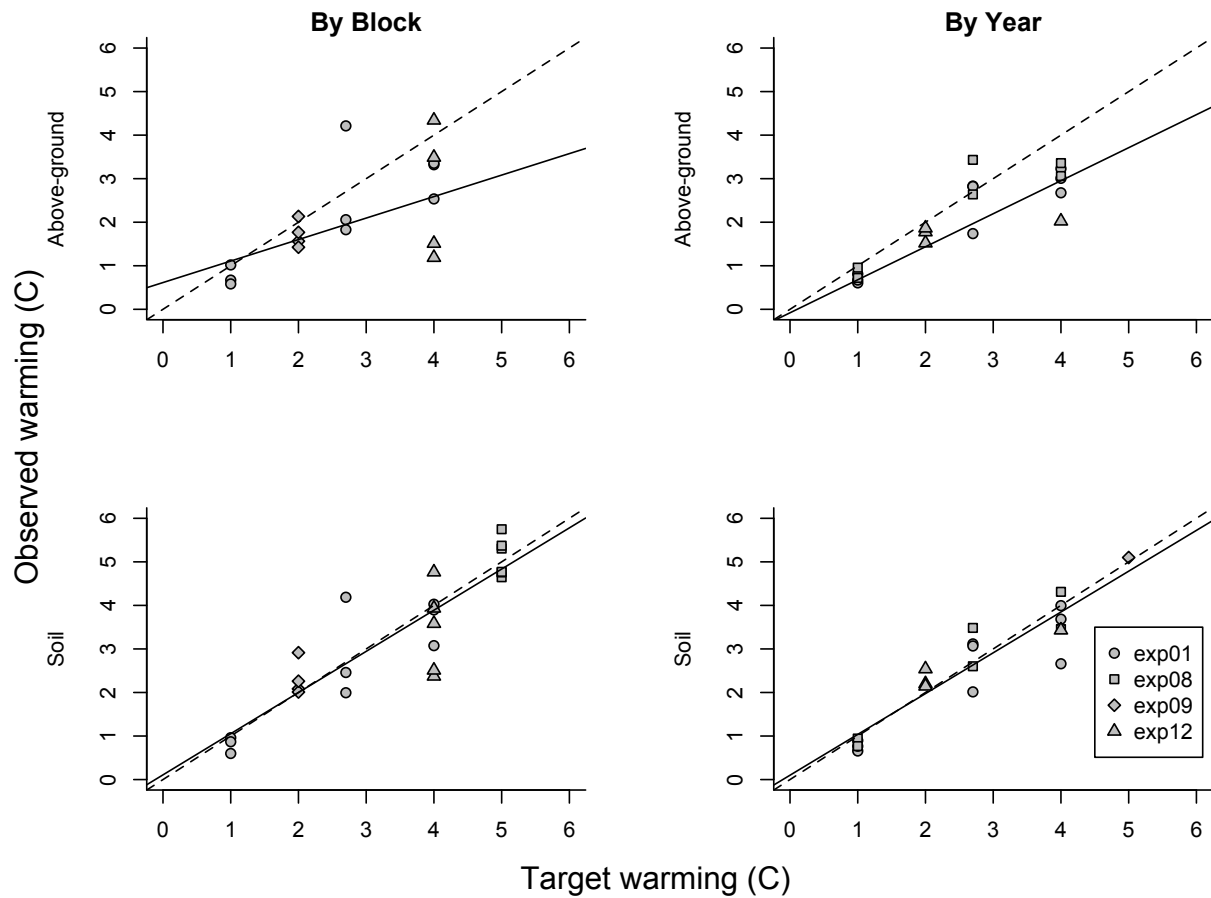 By Block
By Year
Observed warming (C)
Above-ground
0 1 2 3 4 5 6
0 1 2 3 4 5 6
Above-ground
0 1 2 3 4 5 6
0 1 2 3 4 5 6
Soil
0 1 2 3 4 5 6
0 1 2 3 4 5 6
Soil
0 1 2 3 4 5 6
0 1 2 3 4 5 6
exp01
exp08
exp09
exp12
Target warming (C)